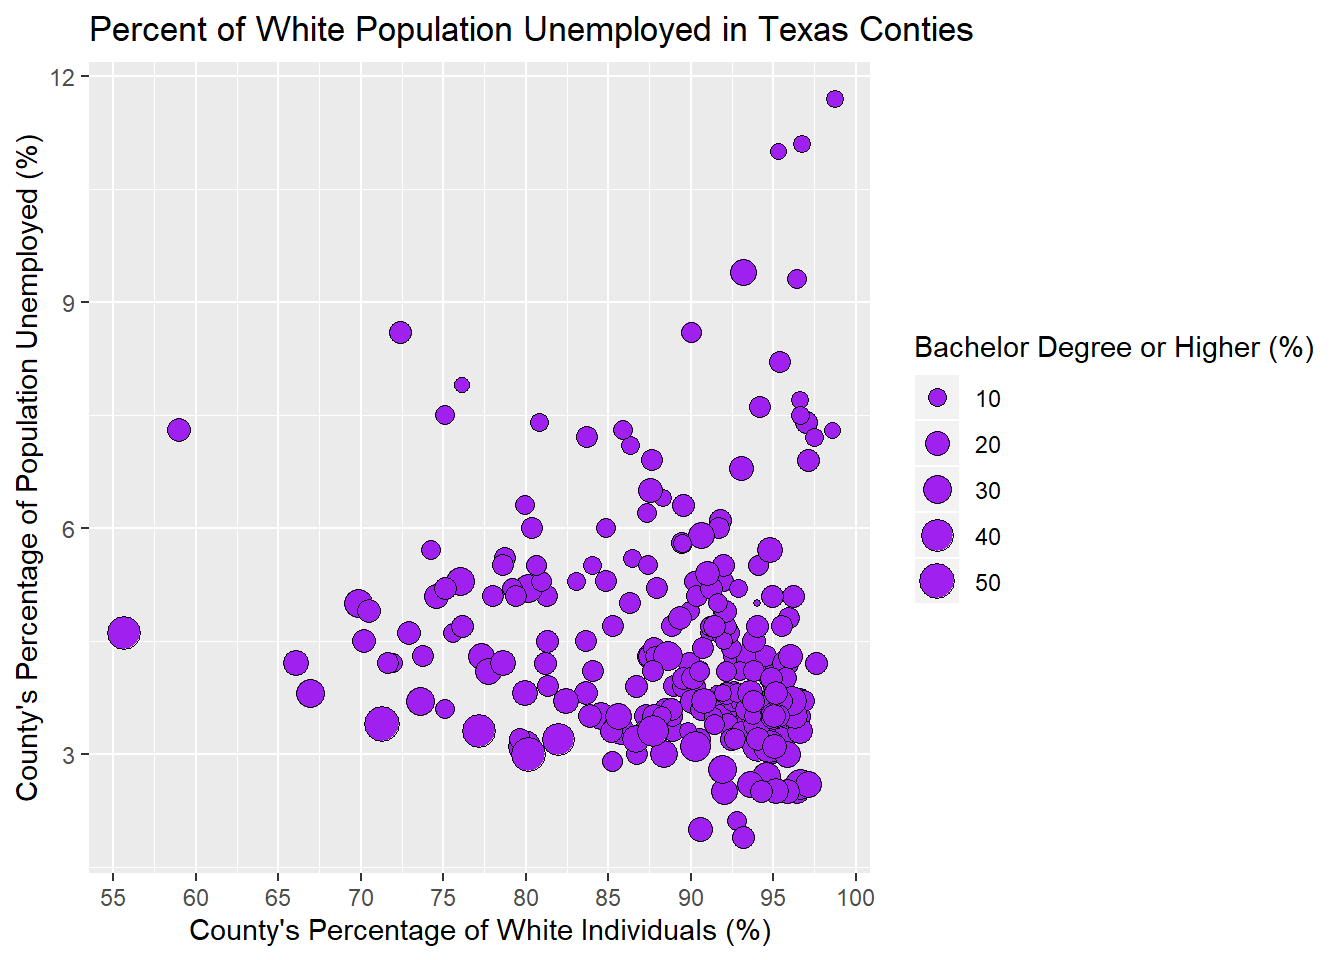 Percent of White Population Unemployed in Texas Conties
County's Percentage of Population Unemployed (%)
12
9
6
3
55 60 65 70 75 80 85 90 95 100
County's Percentage of White Individuals (%)
Bachelor Degree or Higher (%)
10
20
30
40
50